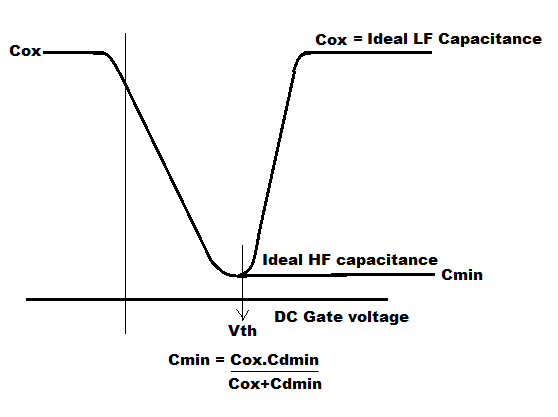 Cox
Cox = Ideal LF Capacitance
Ideal HF capacitance
Cmin
DC Gate voltage
Vth
Cmin = Cox.Cdmin
Cox+Cdmin